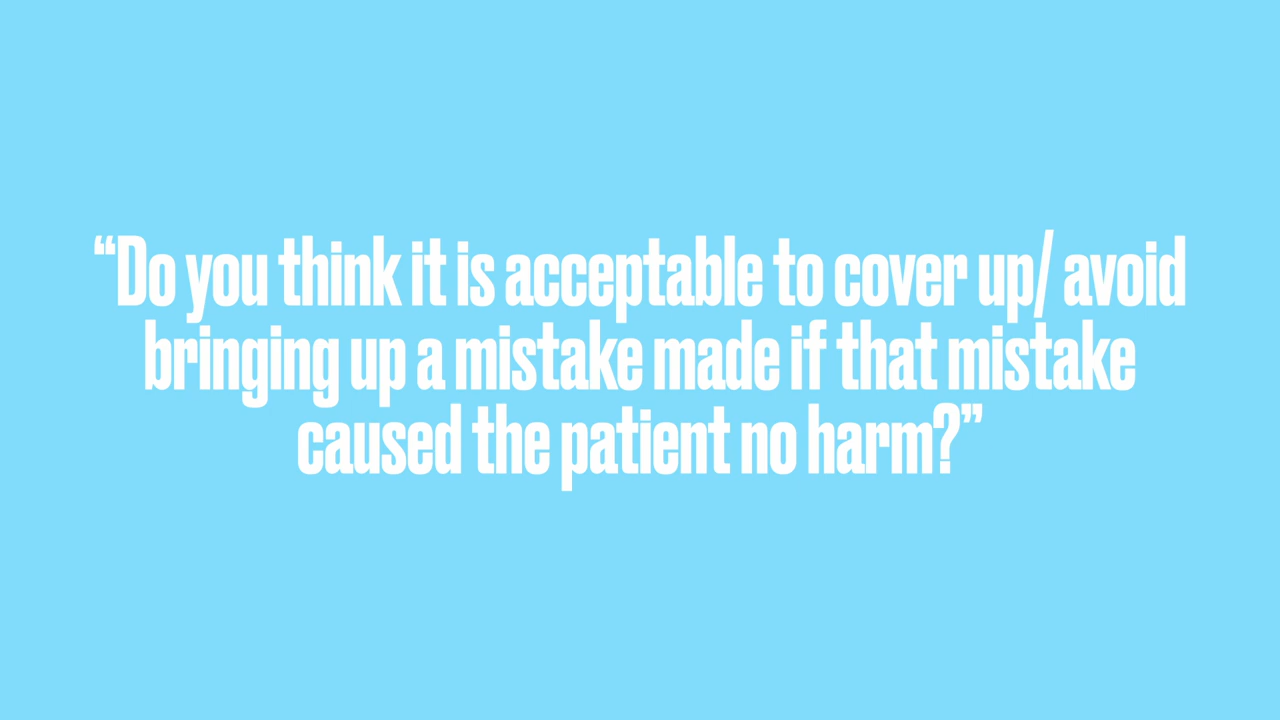 “Do you think it is acceptable to cover up/ avoid
bringing up a mistake made if that mistake
caused the patient no harm?”